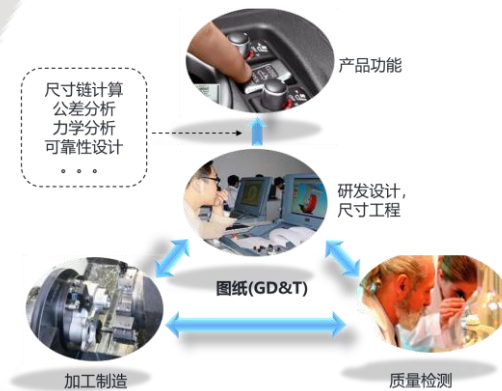 产品功能
尺寸链计算
公差分析
力学分析
可靠性设计
。。。
研发设计，
尺寸工程
图纸(GD&T)
加工制造
质量检测